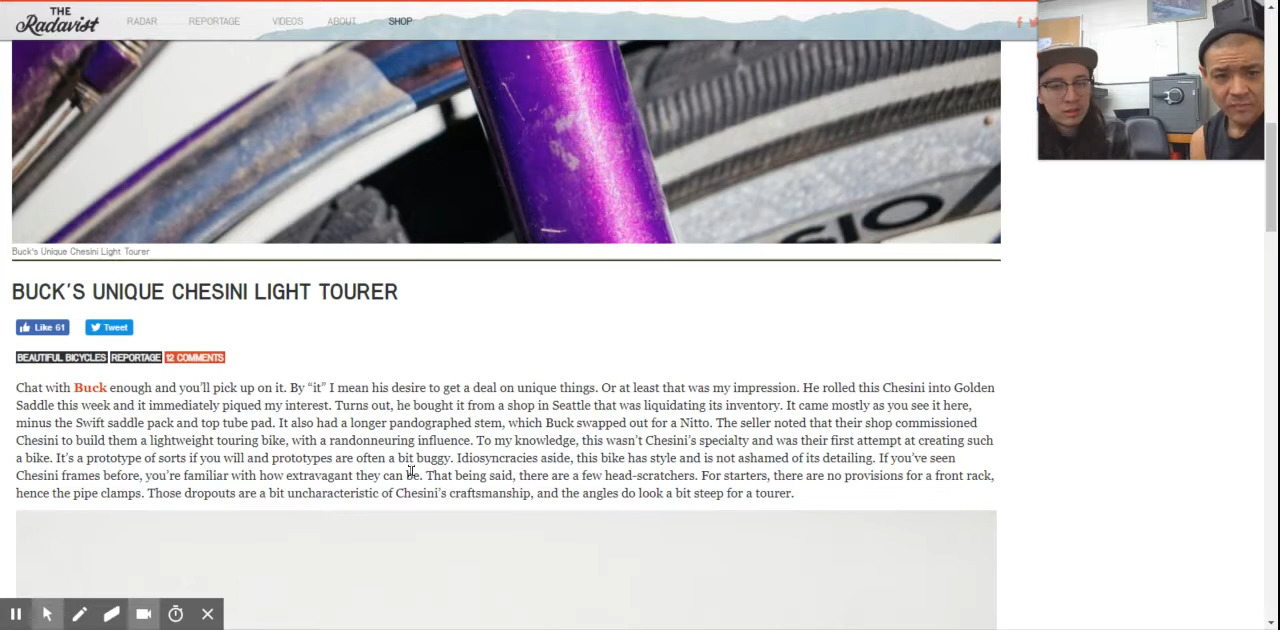 THE
Radavist
RADAR REPORTAGE VIDEOS ABOUT SHOP
SIO
Buck's Unique Chesini Light Tourer
BUCK'S UNIQUE CHESINI LIGHT TOURER
Like 61 Tweet
BEAUTIFUL BICYCLES REPORTAGE 12 COMMENTS
Chat with Buck enough and you'll pick up on it. By “it” I mean his desire to get a deal on unique things. Or at least that was my impression. He rolled this Chesini into Golden
Saddle this week and it immediately piqued my interest. Turns out, he bought it from a shop in Seattle that was liquidating its inventory. It came mostly as you see it here,
minus the Swift saddle pack and top tube pad. It also had a longer pandographed stem, which Buck swapped out for a Nitto. The seller noted that their shop commissioned
Chesini to build them a lightweight touring bike, with a randonneuring influence. To my knowledge, this wasn't Chesini's specialty and was their first attempt at creating such
a bike. It's a prototype of sorts if you will and prototypes are often a bit buggy. Idiosyncracies aside, this bike has style and is not ashamed of its detailing. If you've seen
Chesini frames before, you're familiar with how extravagant they can be. That being said, there are a few head-scratchers. For starters, there are no provisions for a front rack,
hence the pipe clamps. Those dropouts are a bit uncharacteristic of Chesini's craftsmanship, and the angles do look a bit steep for a tourer.